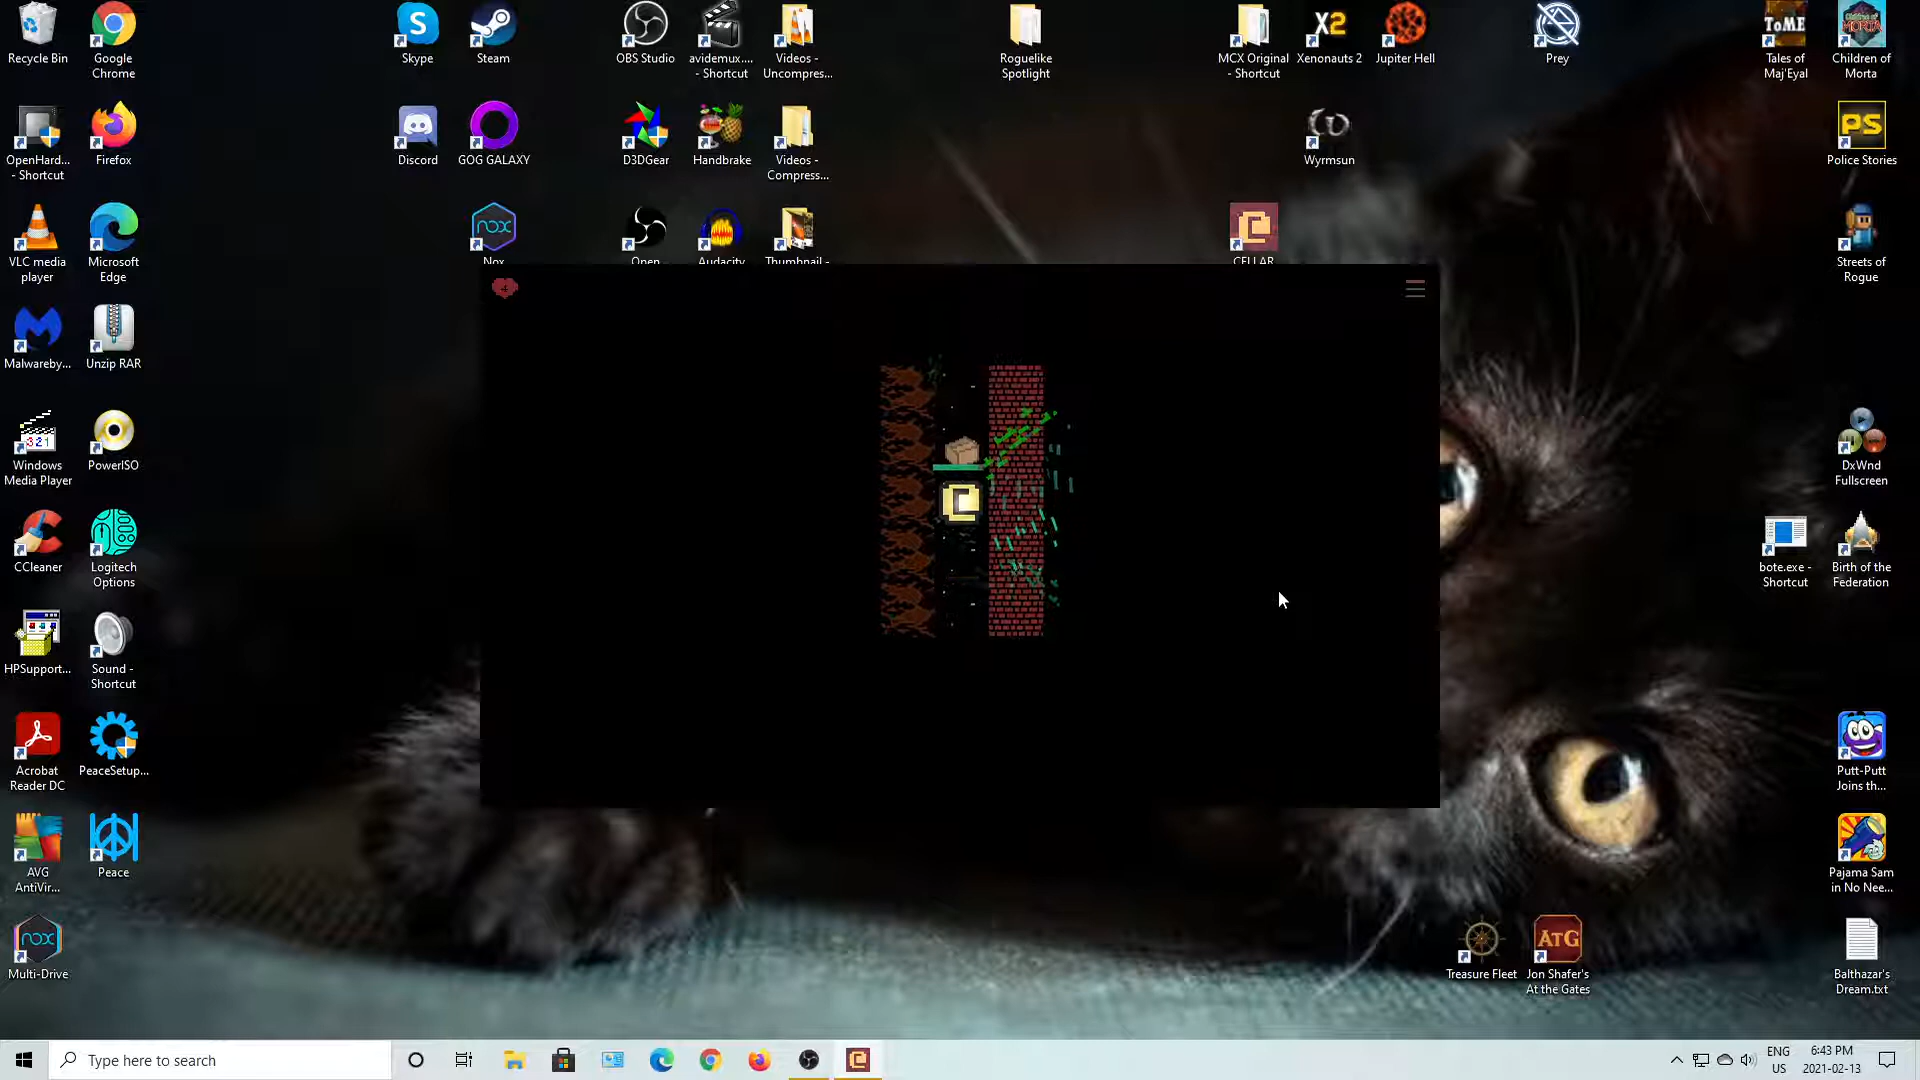 Recycle Bin
Google
Chrome
Skype
Steam
OBS Studio
avidemux....
- Shortcut
Videos -
Uncompres...
Roguelike
Spotlight
MCX Original
- Shortcut
X2
Xenonauts 2
Jupiter Hell
Prey
ToME
Tales of
Maj'Eyal
Children of
Morta
OpenHard...
- Shortcut
Firefox
Discord
GOG GALAXY
D3DGear
Handbrake
Videos -
Compress...
Wyrmsun
PS
Police Stories
VLC media
player
Microsoft
Edge
nox
Nox
Open
Audacity
Thumbnail -
CELLAR
Streets of
Rogue
4
Malwareby...
Unzip RAR
Windows
Media Player
PowerISO
DxWnd
Fullscreen
CCleaner
Logitech
Options
bote.exe -
Shortcut
Birth of the
Federation
HPSupport...
Sound -
Shortcut
Acrobat
Reader DC
PeaceSetup...
Putt-Putt
Joins th...
AVG
AntiVir...
Peace
Pajama Sam
in No Nee...
nox
Multi-Drive
Treasure Fleet
ATG
Jon Shafer's
At the Gates
Balthazar's
Dream.txt
Type here to search
ENG
US
6:43 PM
2021-02-13